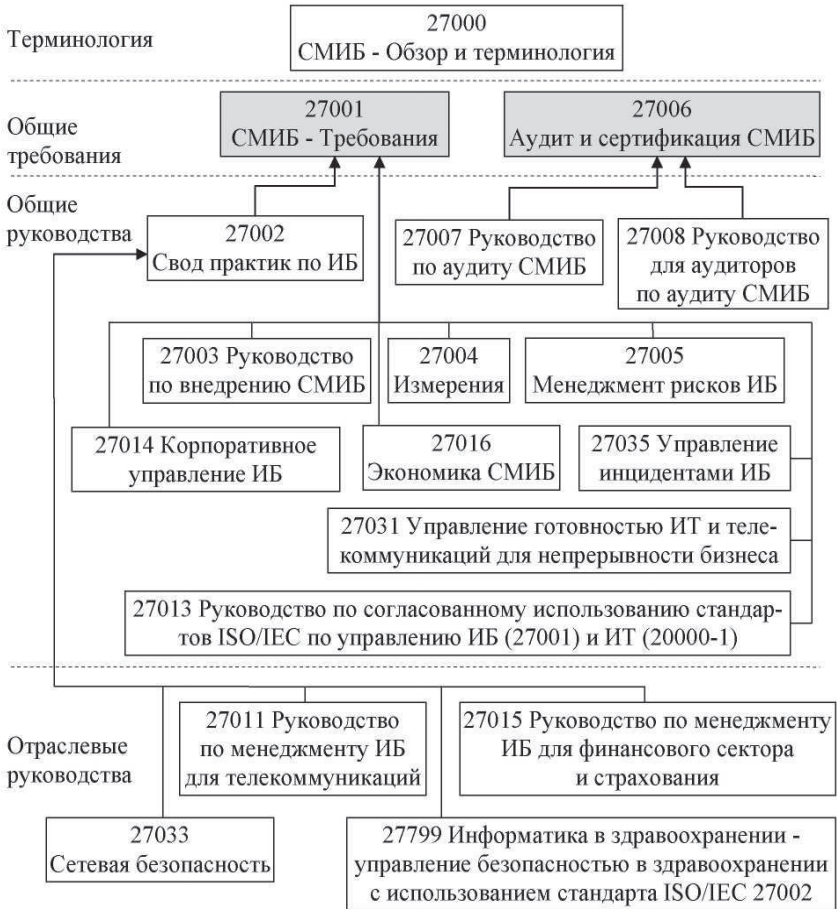 Терминология
27000
СМИБ - Обзор и терминология
Общие
требования
27001
СМИБ - Требования
27006
Аудит и сертификация СМИБ
Общие
руководства
27002
Свод практик по ИБ
27007 Руководство
по аудиту СМИБ
27008 Руководство
для аудиторов
по аудиту СМИБ
27003 Руководство
по внедрению СМИБ
27004
Измерения
27005
Менеджмент рисков ИБ
27014 Корпоративное
управление ИБ
27016
Экономика СМИБ
27035 Управление
инцидентами ИБ
27031 Управление готовностью ИТ и теле-
коммуникаций для непрерывности бизнеса
27013 Руководство по согласованному использованию стандар-
тов ISO/IEC по управлению ИБ (27001) и ИТ (20000-1)
Отраслевые
руководства
27011 Руководство
по менеджменту ИБ
для телекоммуникаций
27015 Руководство по менеджменту
ИБ для финансового сектора
и страхования
27033
Сетевая безопасность
27799 Информатика в здравоохранении -
управление безопасностью в здравоохранении
с использованием стандарта ISO/IEC 27002